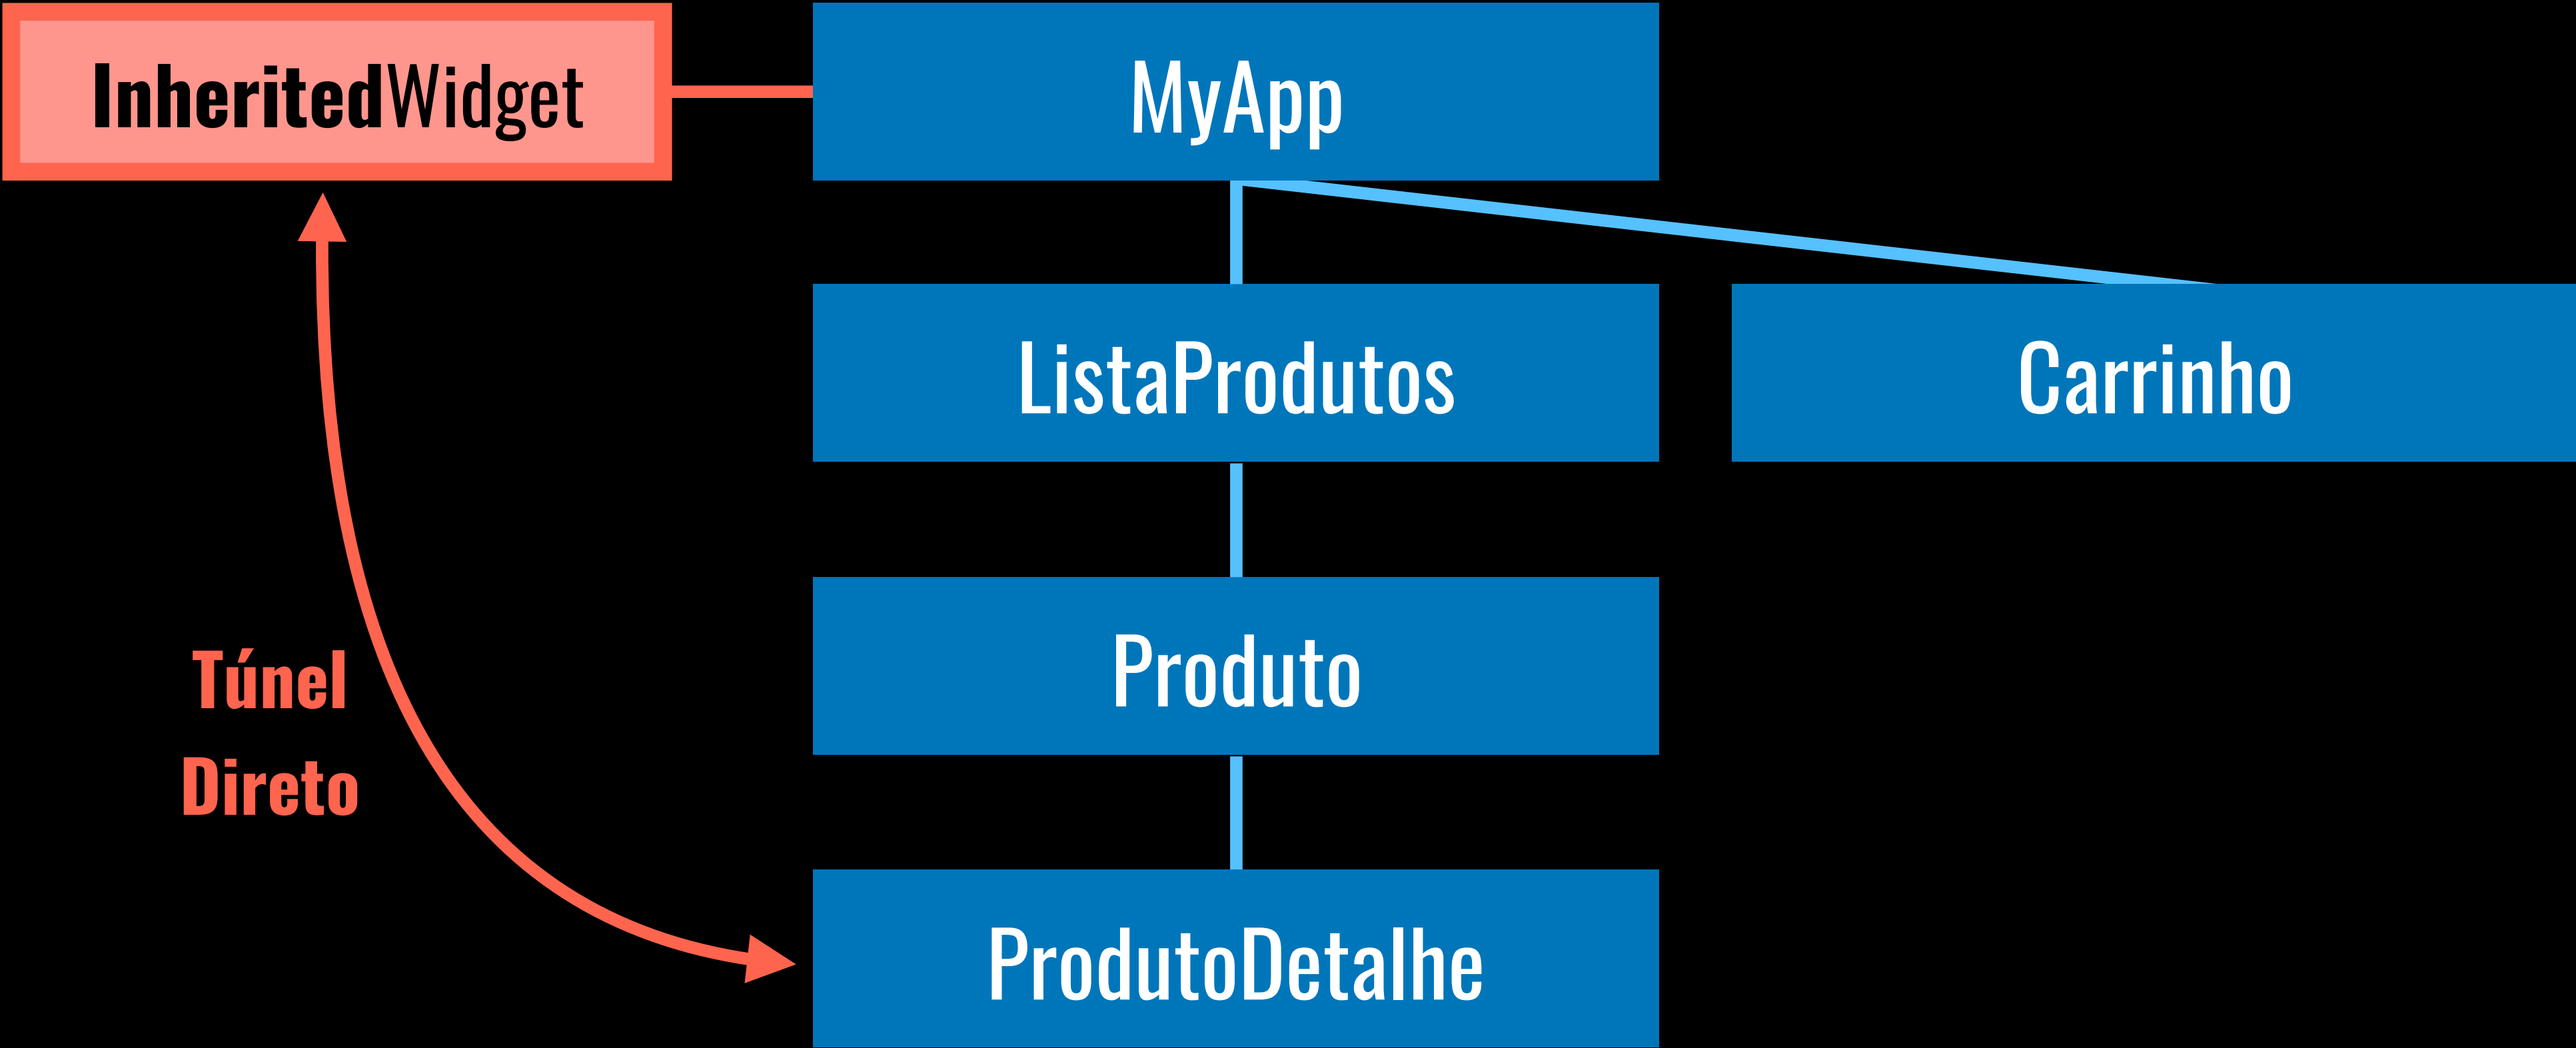 InheritedWidget
MyApp
ListaProdutos
Carrinho
Produto
Túnel
Direto
ProdutoDetalhe